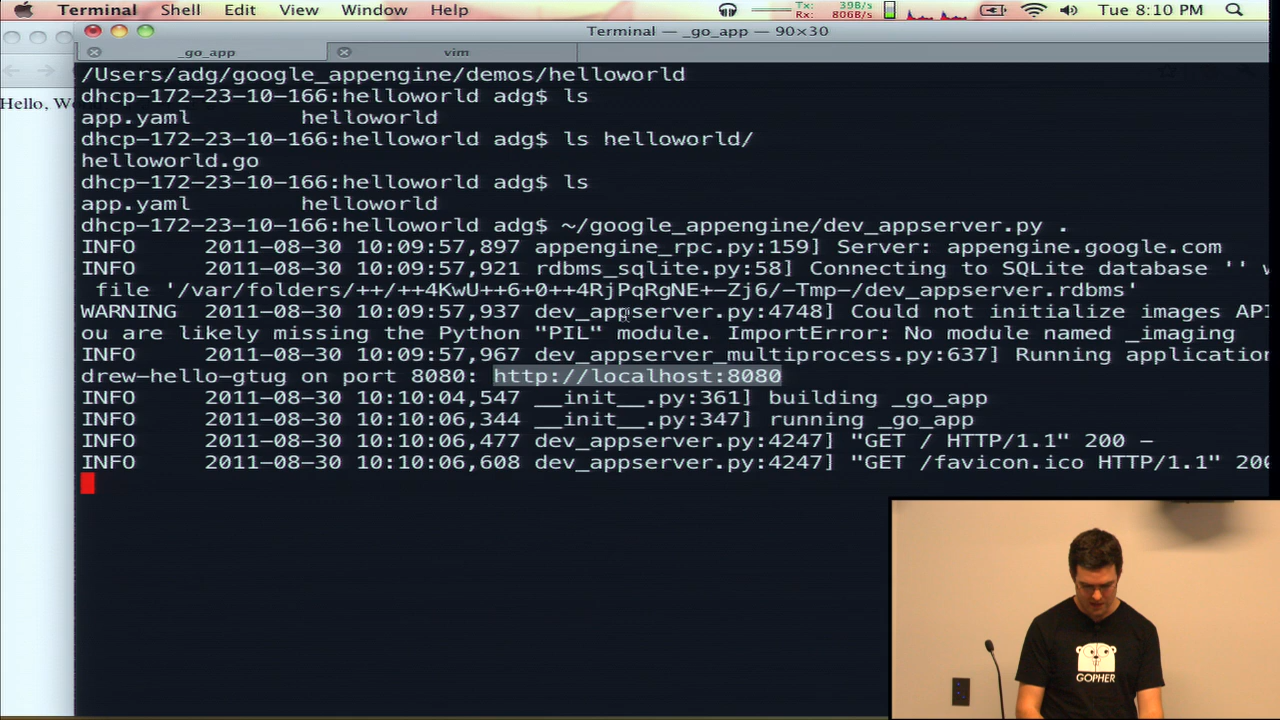 Terminal Shell Edit View Window Help Tx: 39B/s Rx: 806B/s Tue 8:10 PM
Terminal — _go_app — 90×30
_go_app vim
Hello, W
/Users/adg/google_appengine/demos/helloworld
dhcp-172-23-10-166:helloworld adg$ ls
app.yaml helloworld
dhcp-172-23-10-166:helloworld adg$ ls helloworld/
helloworld.go
dhcp-172-23-10-166:helloworld adg$ ls
app.yaml helloworld
dhcp-172-23-10-166:helloworld adg$ ~/google_appengine/dev_appserver.py .
INFO 2011-08-30 10:09:57,897 appengine_rpc.py:159] Server: appengine.google.com
INFO 2011-08-30 10:09:57,921 rdbms_sqlite.py:58] Connecting to SQLite database '' w
file '/var/folders/++/++4KwU++6+0++4RjPqRgNE+-Zj6/-Tmp-/dev_appserver.rdbms'
WARNING 2011-08-30 10:09:57,937 dev_appserver.py:4748] Could not initialize images API
ou are likely missing the Python "PIL" module. ImportError: No module named _imaging
INFO 2011-08-30 10:09:57,967 dev_appserver_multiprocess.py:637] Running application
drew-hello-gtug on port 8080: http://localhost:8080
INFO 2011-08-30 10:10:04,547 __init__.py:361] building _go_app
INFO 2011-08-30 10:10:06,344 __init__.py:347] running _go_app
INFO 2011-08-30 10:10:06,477 dev_appserver.py:4247] "GET / HTTP/1.1" 200 -
INFO 2011-08-30 10:10:06,608 dev_appserver.py:4247] "GET /favicon.ico HTTP/1.1" 200
GOPHER